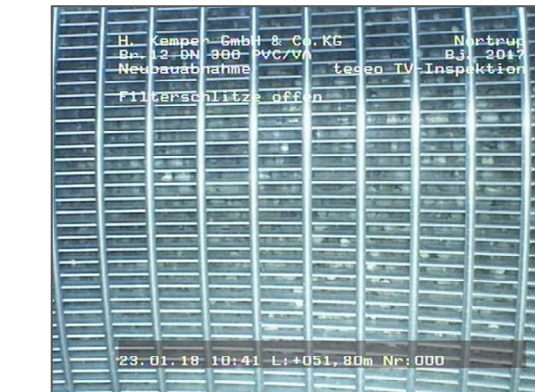 H. Kemper GmbH & Co.KG Nortrup
Br.12 DN 300 PVC/VA Bj. 2017
Neubauabnahme tegeo TV-Inspektion
Filterschlitze offen
23.01.18 10:41 L:+051,80m Nr:000